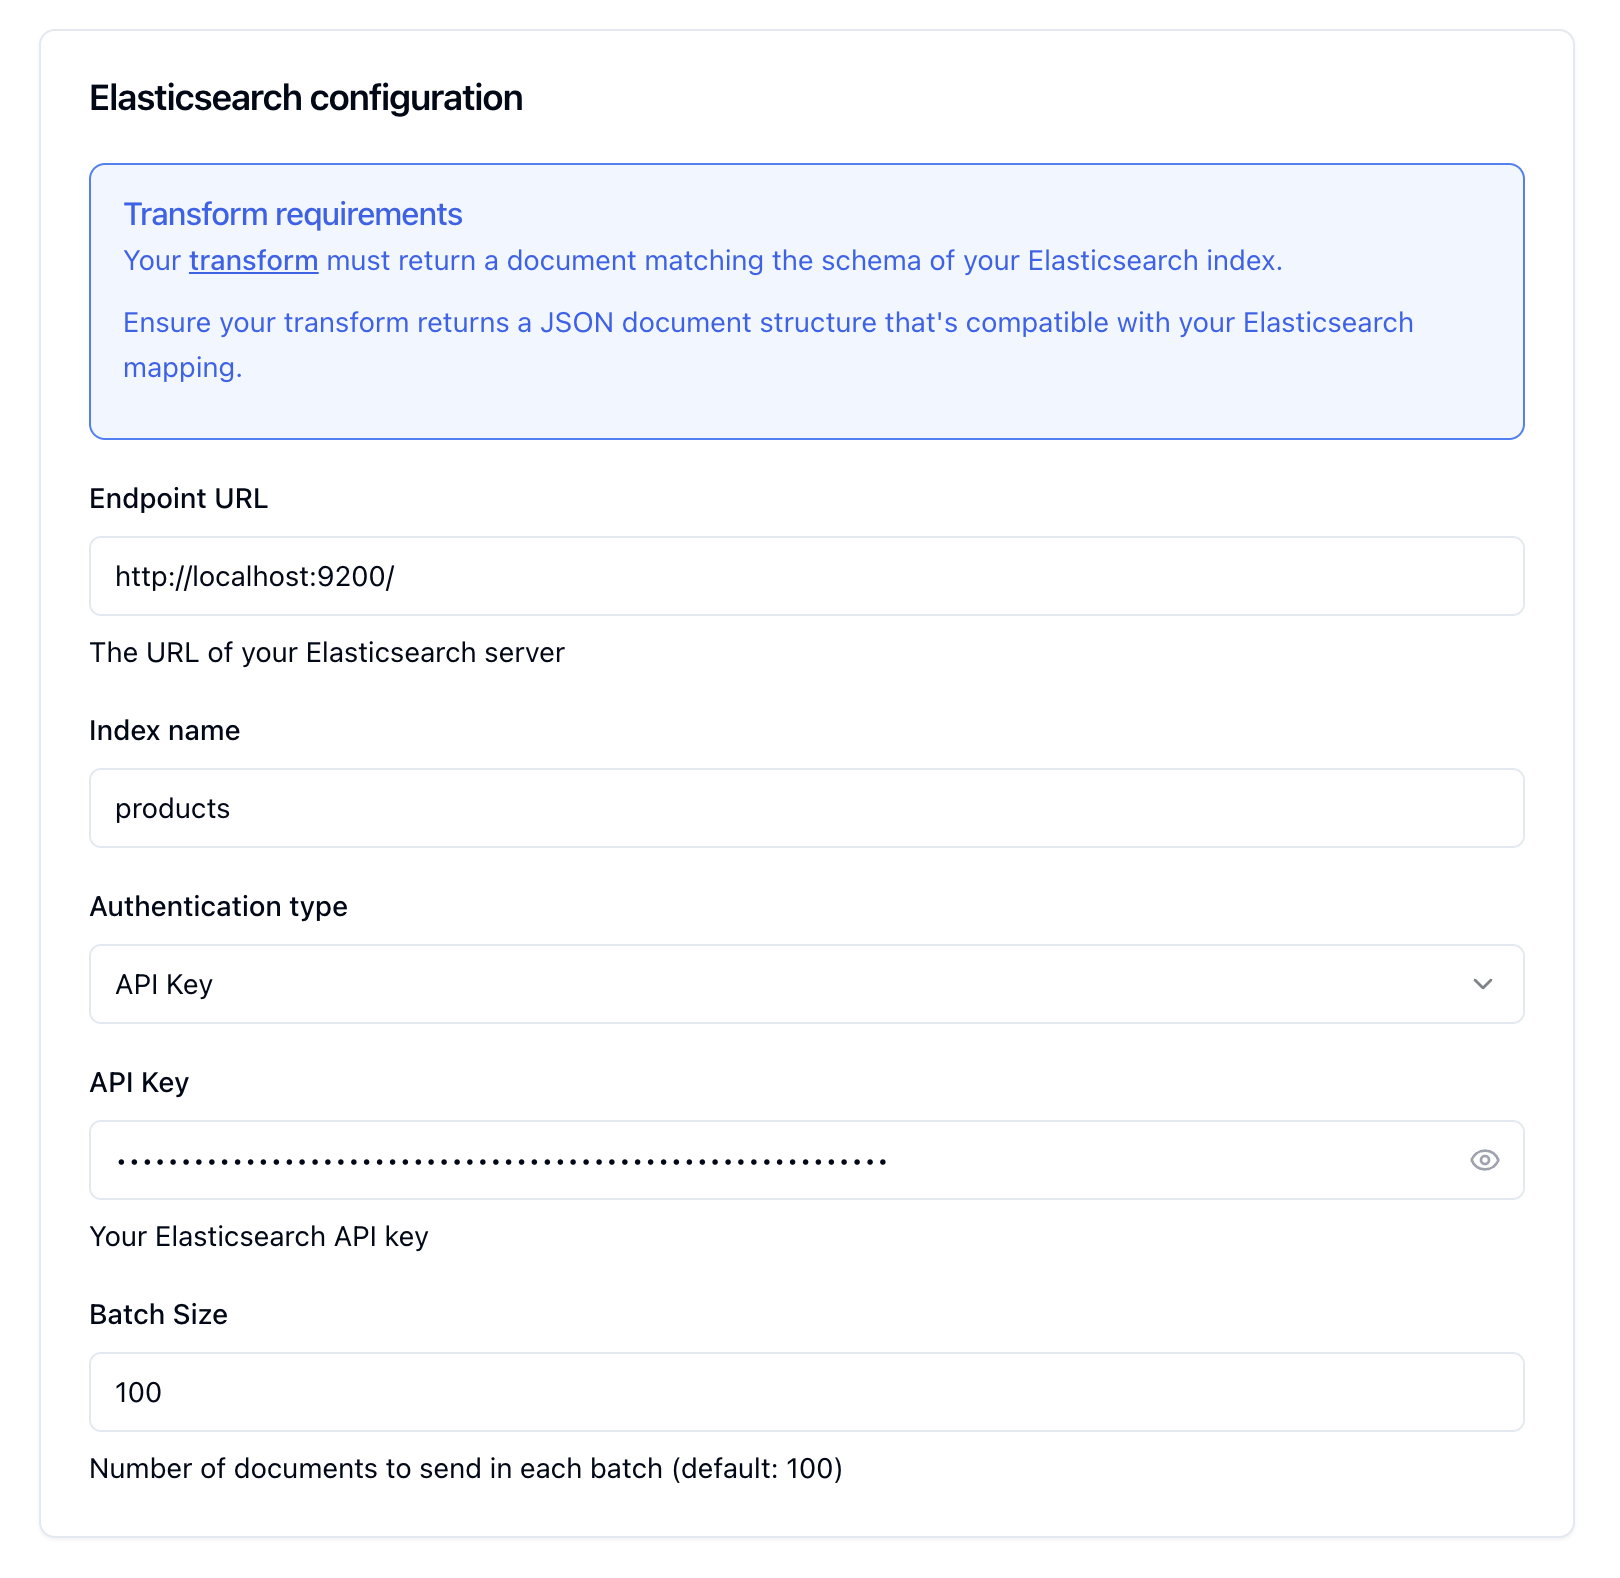 Elasticsearch configuration
Transform requirements
Your transform must return a document matching the schema of your Elasticsearch index.
Ensure your transform returns a JSON document structure that's compatible with your Elasticsearch
mapping.
Endpoint URL
http://localhost:9200/
The URL of your Elasticsearch server
Index name
products
Authentication type
API Key
API Key
••••••••••••••••••••••••••••••••••••••••••••••••••••••••••••
Your Elasticsearch API key
Batch Size
100
Number of documents to send in each batch (default: 100)